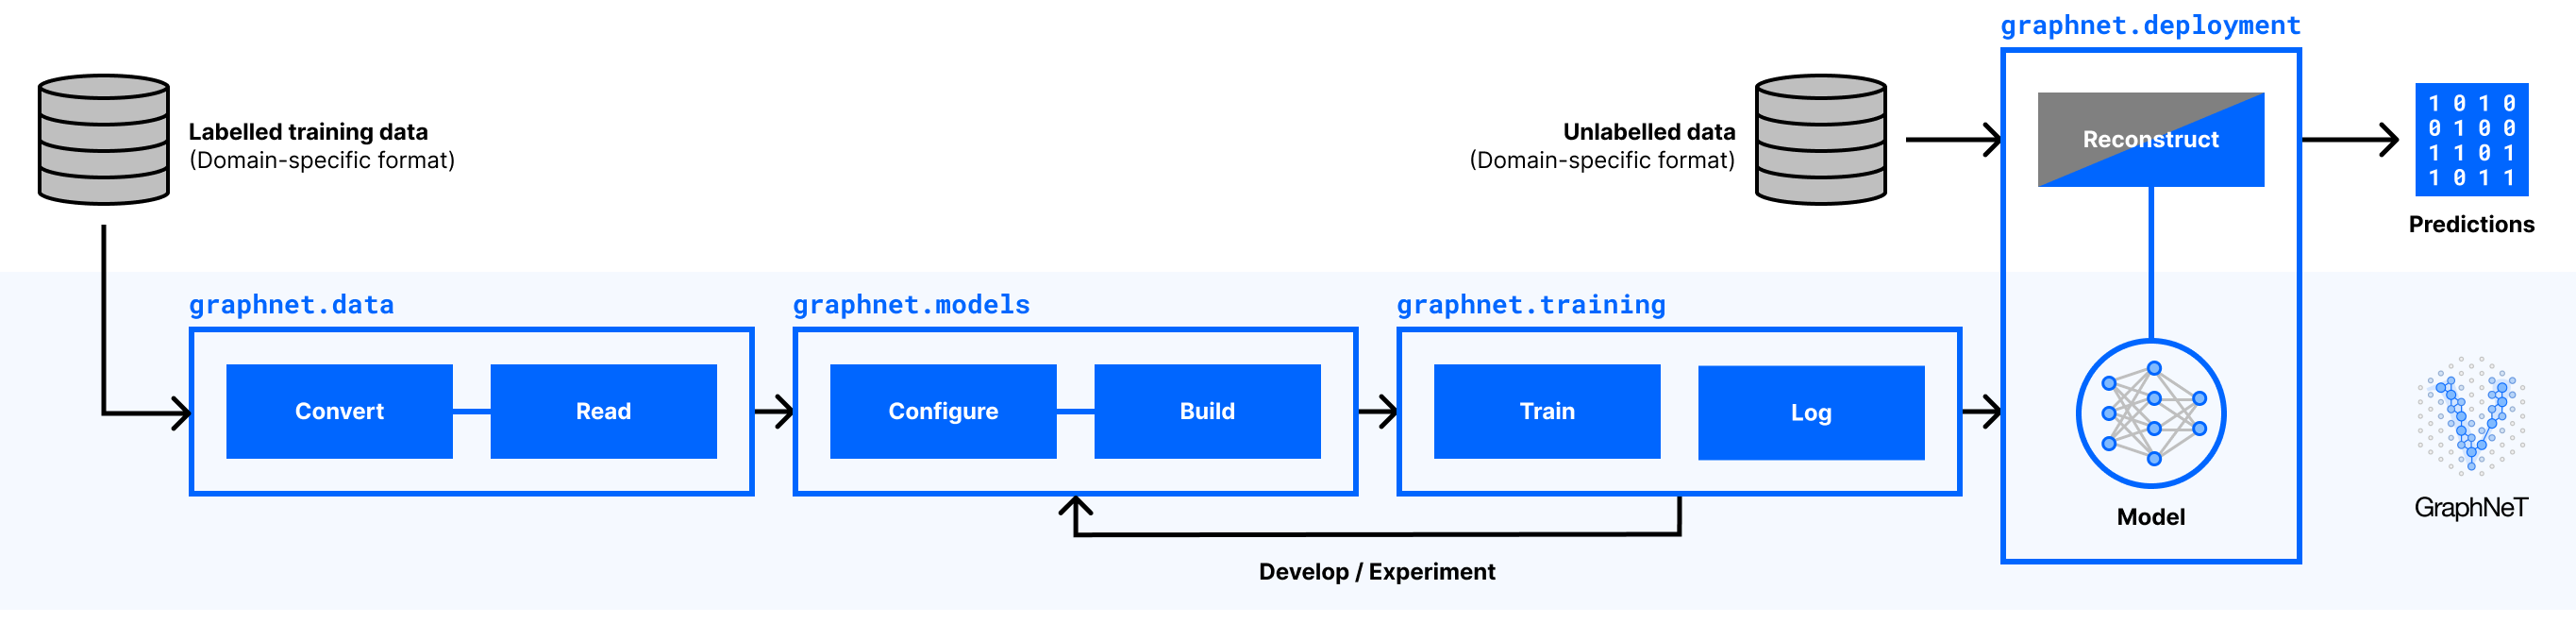 graphnet.deployment
Labelled training data
(Domain-specific format)
Unlabelled data
(Domain-specific format)
Reconstruct
1 0 1 0
0 1 0 0
1 1 0 1
1 0 1 1
Predictions
graphnet.data
graphnet.models
graphnet.training
Convert
Read
Configure
Build
Train
Log
Model
GraphNeT
Develop / Experiment